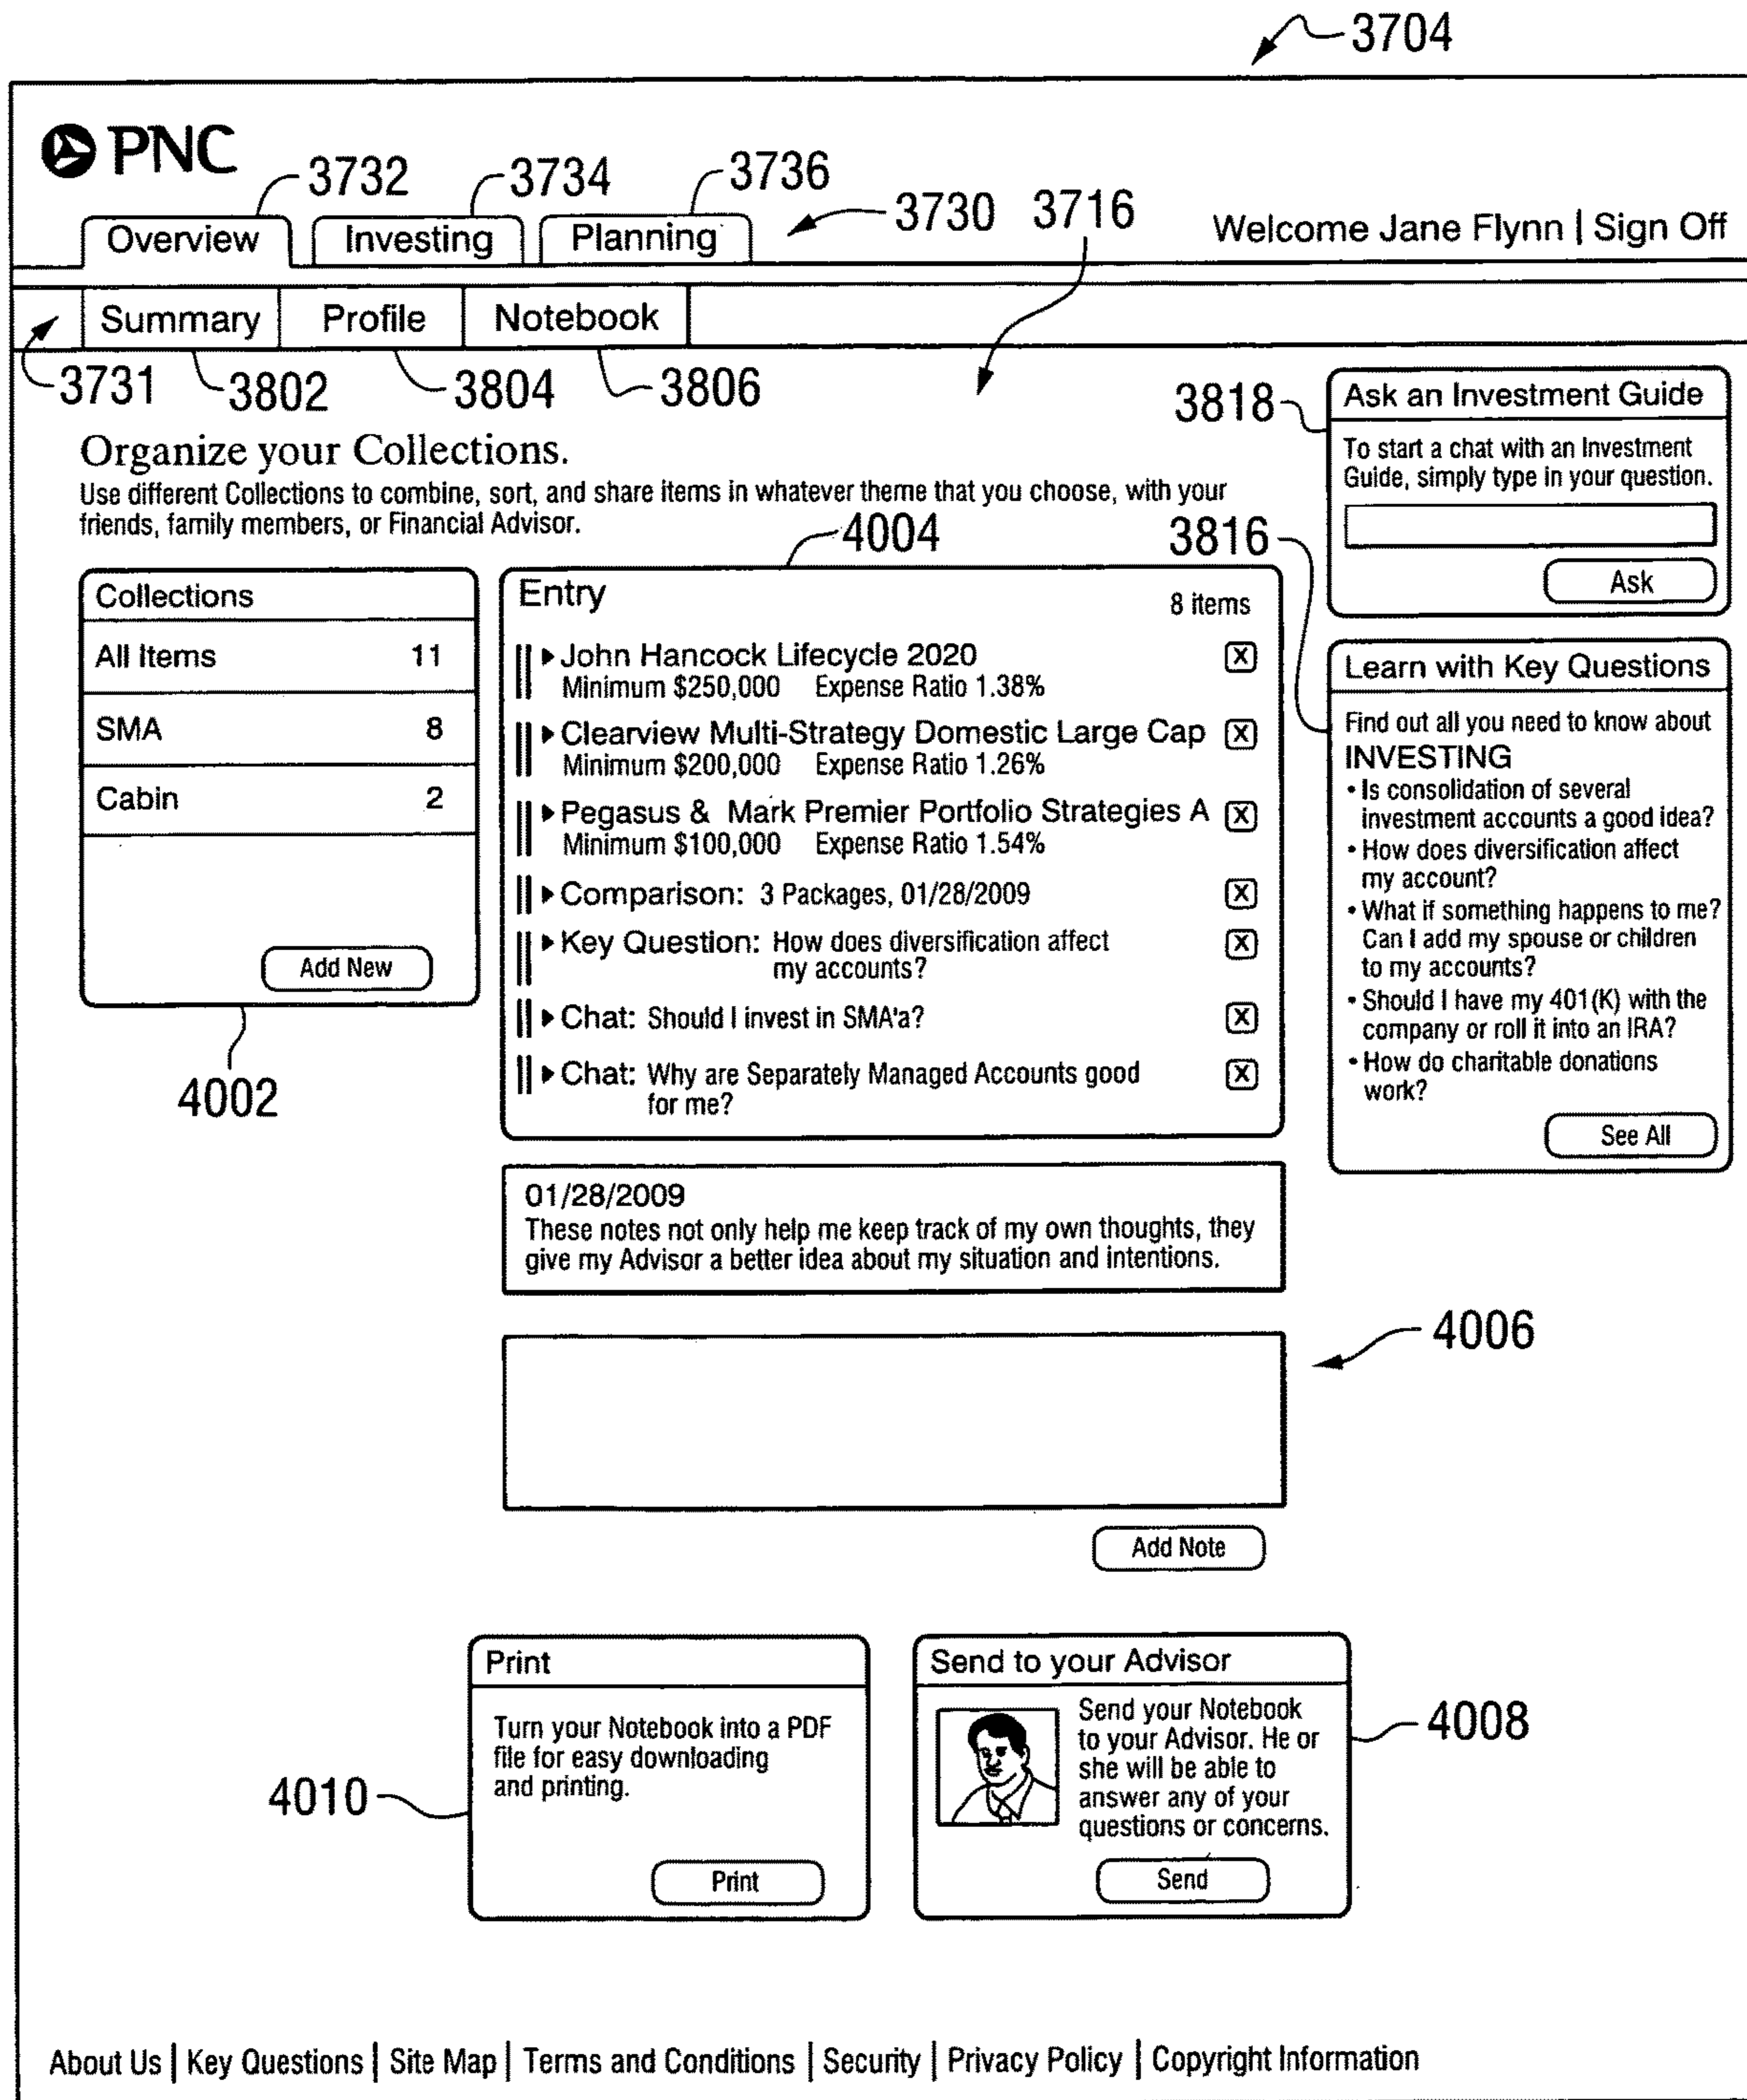 3704
PNC
3732
3734
3736
3730
3716
Overview
Investing
Planning
Welcome Jane Flynn | Sign Off
Summary
Profile
Notebook
3731
3802
3804
3806
Organize your Collections.
Use different Collections to combine, sort, and share items in whatever theme that you choose, with your
friends, family members, or Financial Advisor.
4004
3818
3816
Collections
All Items 11
SMA 8
Cabin 2
Add New
4002
Entry
8 items
John Hancock Lifecycle 2020 X
Minimum $250,000 Expense Ratio 1.38%
Clearview Multi-Strategy Domestic Large Cap X
Minimum $200,000 Expense Ratio 1.26%
Pegasus & Mark Premier Portfolio Strategies A X
Minimum $100,000 Expense Ratio 1.54%
Comparison: 3 Packages, 01/28/2009 X
Key Question: How does diversification affect X
my accounts?
Chat: Should I invest in SMA'a? X
Chat: Why are Separately Managed Accounts good X
for me?
Ask an Investment Guide
To start a chat with an Investment
Guide, simply type in your question.
Ask
Learn with Key Questions
Find out all you need to know about
INVESTING
• Is consolidation of several
investment accounts a good idea?
• How does diversification affect
my account?
• What if something happens to me?
Can I add my spouse or children
to my accounts?
• Should I have my 401(K) with the
company or roll it into an IRA?
• How do charitable donations
work?
See All
01/28/2009
These notes not only help me keep track of my own thoughts, they
give my Advisor a better idea about my situation and intentions.
4006
Add Note
Print
Turn your Notebook into a PDF
file for easy downloading
and printing.
Print
4010
Send to your Advisor
Send your Notebook
to your Advisor. He or
she will be able to
answer any of your
questions or concerns.
Send
4008
About Us | Key Questions | Site Map | Terms and Conditions | Security | Privacy Policy | Copyright Information